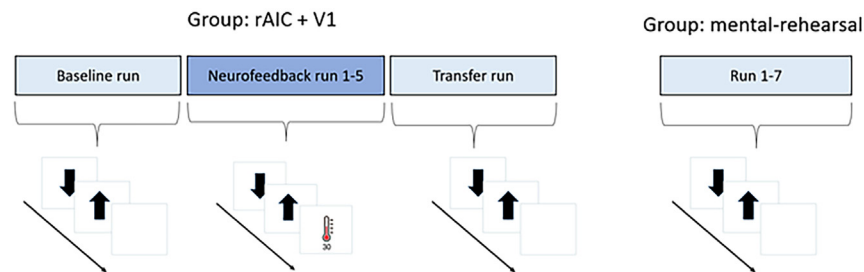 Group: rAIC + V1
Group: mental-rehearsal
Baseline run
Neurofeedback run 1-5
Transfer run
Run 1-7
30